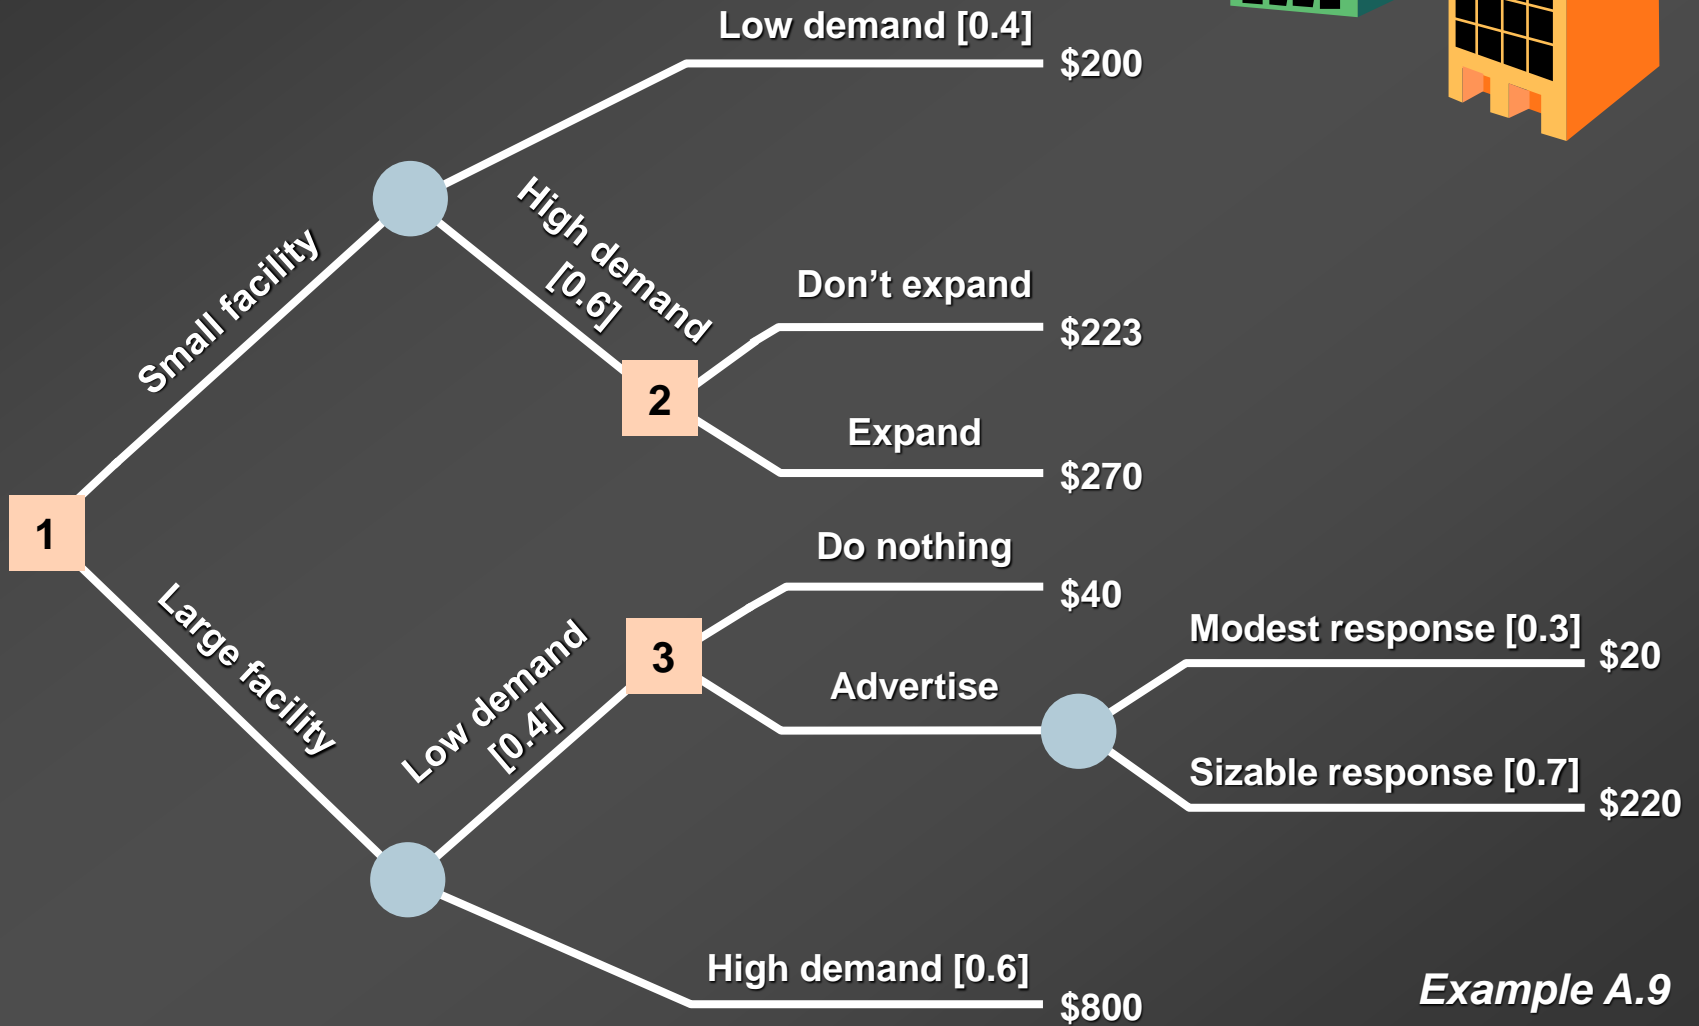 Low demand [0.4]
$200
Small facility
High demand
[0.6]
Don’t expand
$223
2
Expand
$270
1
Do nothing
$40
Large facility
Low demand
[0.4]
3
Advertise
Modest response [0.3]
$20
Sizable response [0.7]
$220
High demand [0.6]
$800
Example A.9